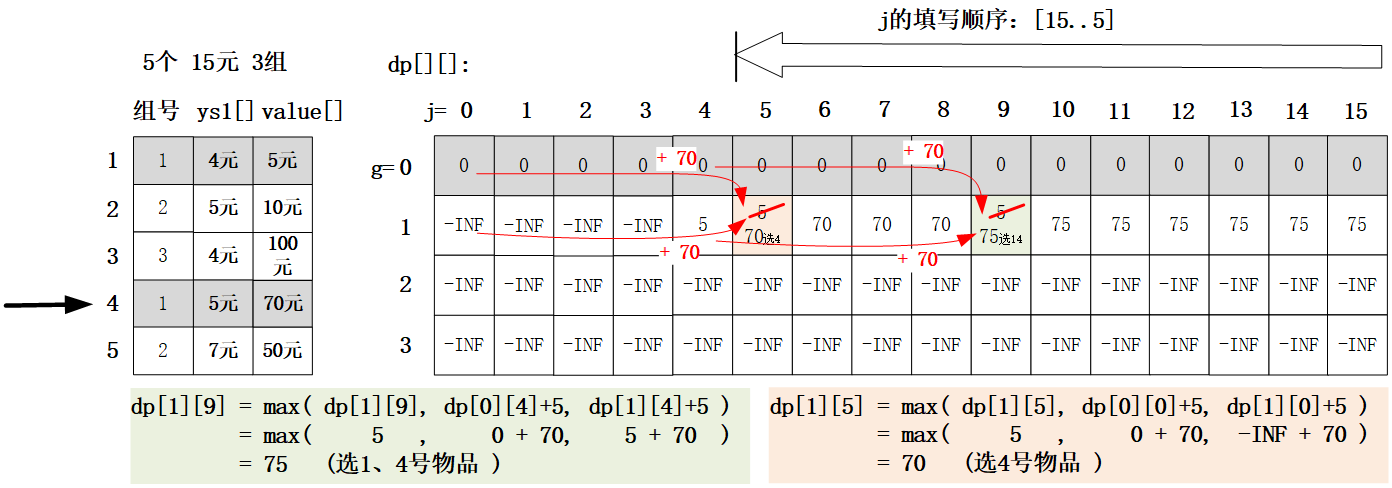 j的填写顺序：[15..5]
5个 15元 3组 dp[][]:
组号 ys1[] value[] j= 0 1 2 3 4 5 6 7 8 9 10 11 12 13 14 15
1 1 4元 5元 g=0 0 0 0 0 0 0 0 0 0 0 0 0 0 0 0 0
+ 70 + 70
2 2 5元 10元 1 -INF -INF -INF -INF 5 5 70 70 70 5 75 75 75 75 75 75
70选4 75选14
3 3 4元 100元 + 70 + 70
2 -INF -INF -INF -INF -INF -INF -INF -INF -INF -INF -INF -INF -INF -INF -INF -INF
4 1 5元 70元
5 2 7元 50元 3 -INF -INF -INF -INF -INF -INF -INF -INF -INF -INF -INF -INF -INF -INF -INF -INF
dp[1][9] = max( dp[1][9], dp[0][4]+5, dp[1][4]+5 )
= max( 5 , 0 + 70, 5 + 70 )
= 75 (选1、4号物品 )
dp[1][5] = max( dp[1][5], dp[0][0]+5, dp[1][0]+5 )
= max( 5 , 0 + 70, -INF + 70 )
= 70 (选4号物品 )